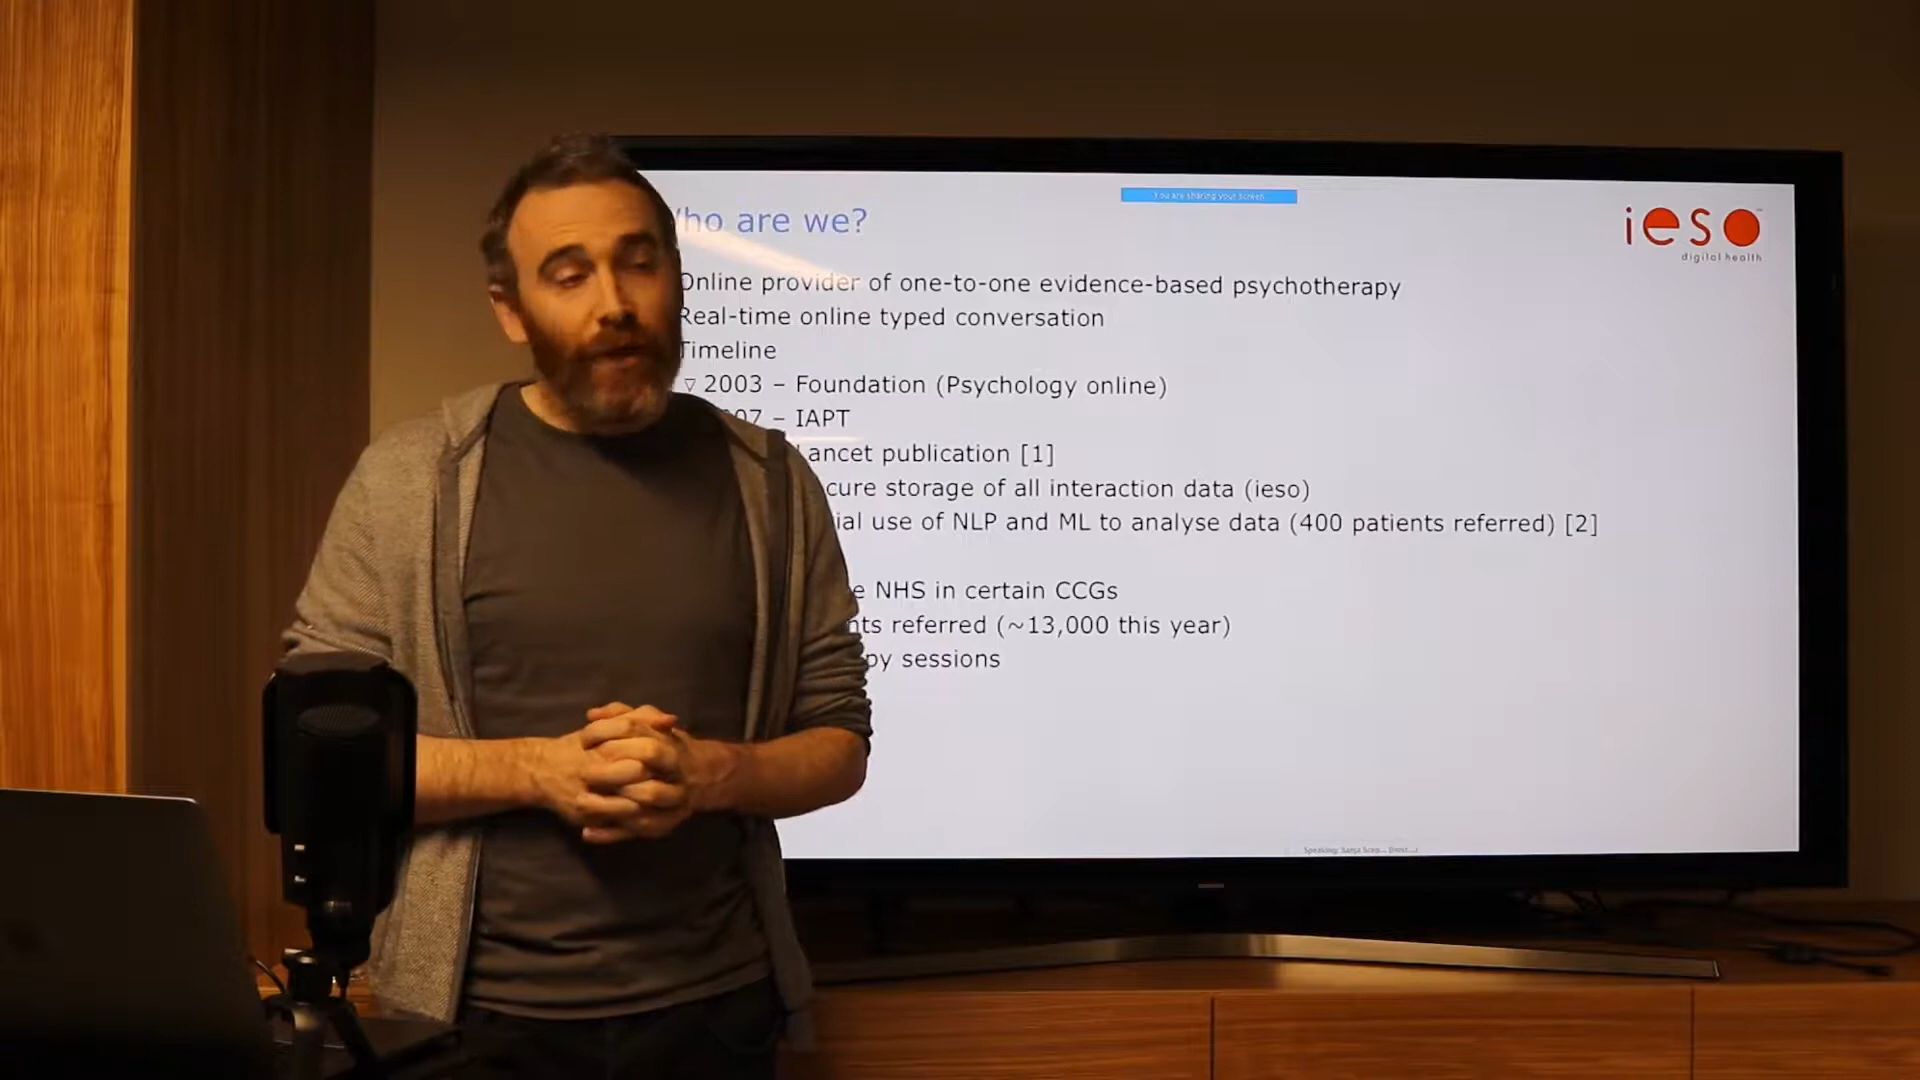 You are sharing your screen
ho are we?
ieso
digital health
Online provider of one-to-one evidence-based psychotherapy
Real-time online typed conversation
Timeline
▽ 2003 – Foundation (Psychology online)
07 – IAPT
Lancet publication [1]
cure storage of all interaction data (ieso)
ial use of NLP and ML to analyse data (400 patients referred) [2]
e NHS in certain CCGs
nts referred (~13,000 this year)
py sessions
Speaking: